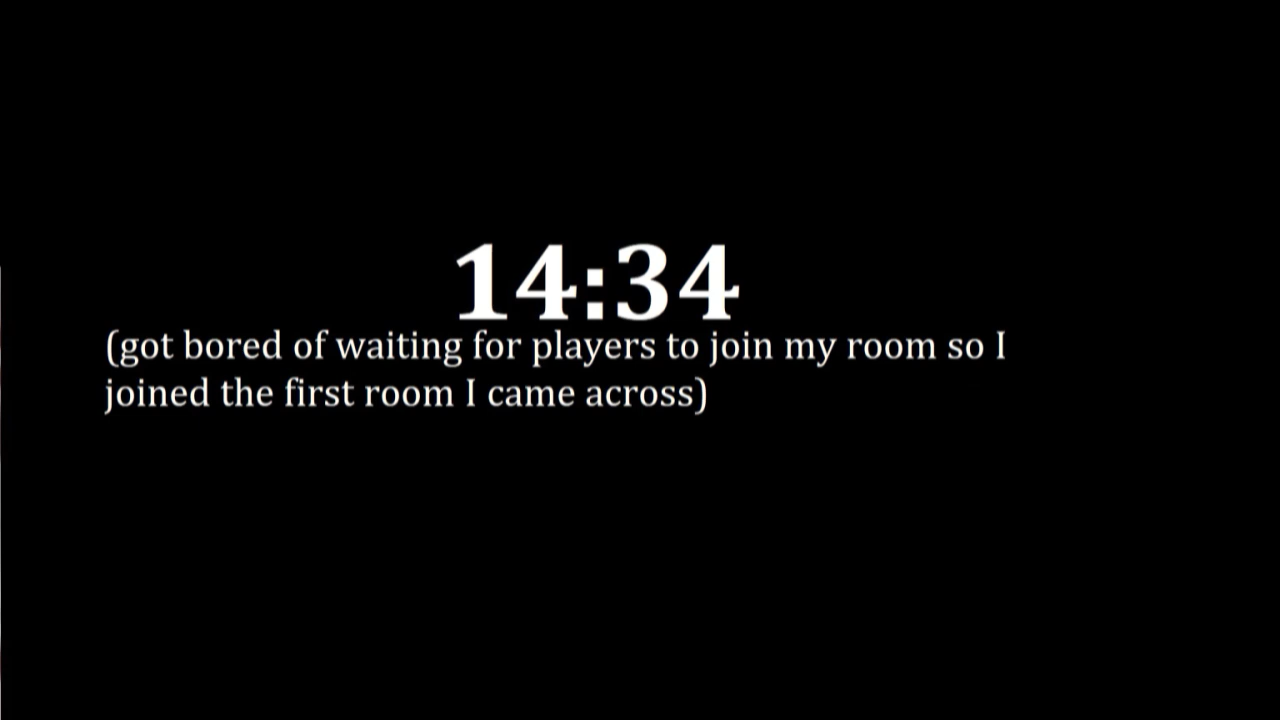 14:34
(got bored of waiting for players to join my room so I
joined the first room I came across)